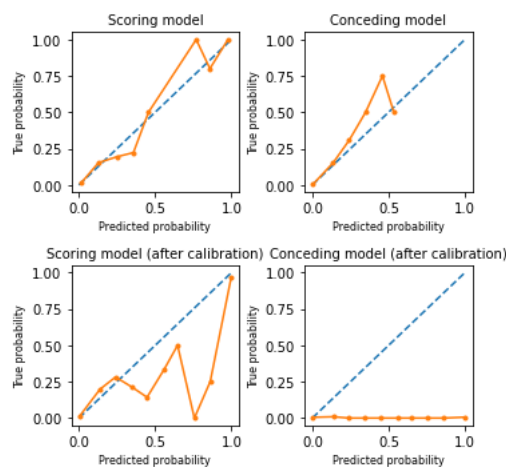 Scoring model
Conceding model
True probability
1.00
0.75
0.50
0.25
0.00
0.0
0.5
1.0
Predicted probability
True probability
1.00
0.75
0.50
0.25
0.00
0.0
0.5
1.0
Predicted probability
Scoring model (after calibration)
Conceding model (after calibration)
True probability
1.00
0.75
0.50
0.25
0.00
0.0
0.5
1.0
Predicted probability
True probability
1.00
0.75
0.50
0.25
0.00
0.0
0.5
1.0
Predicted probability